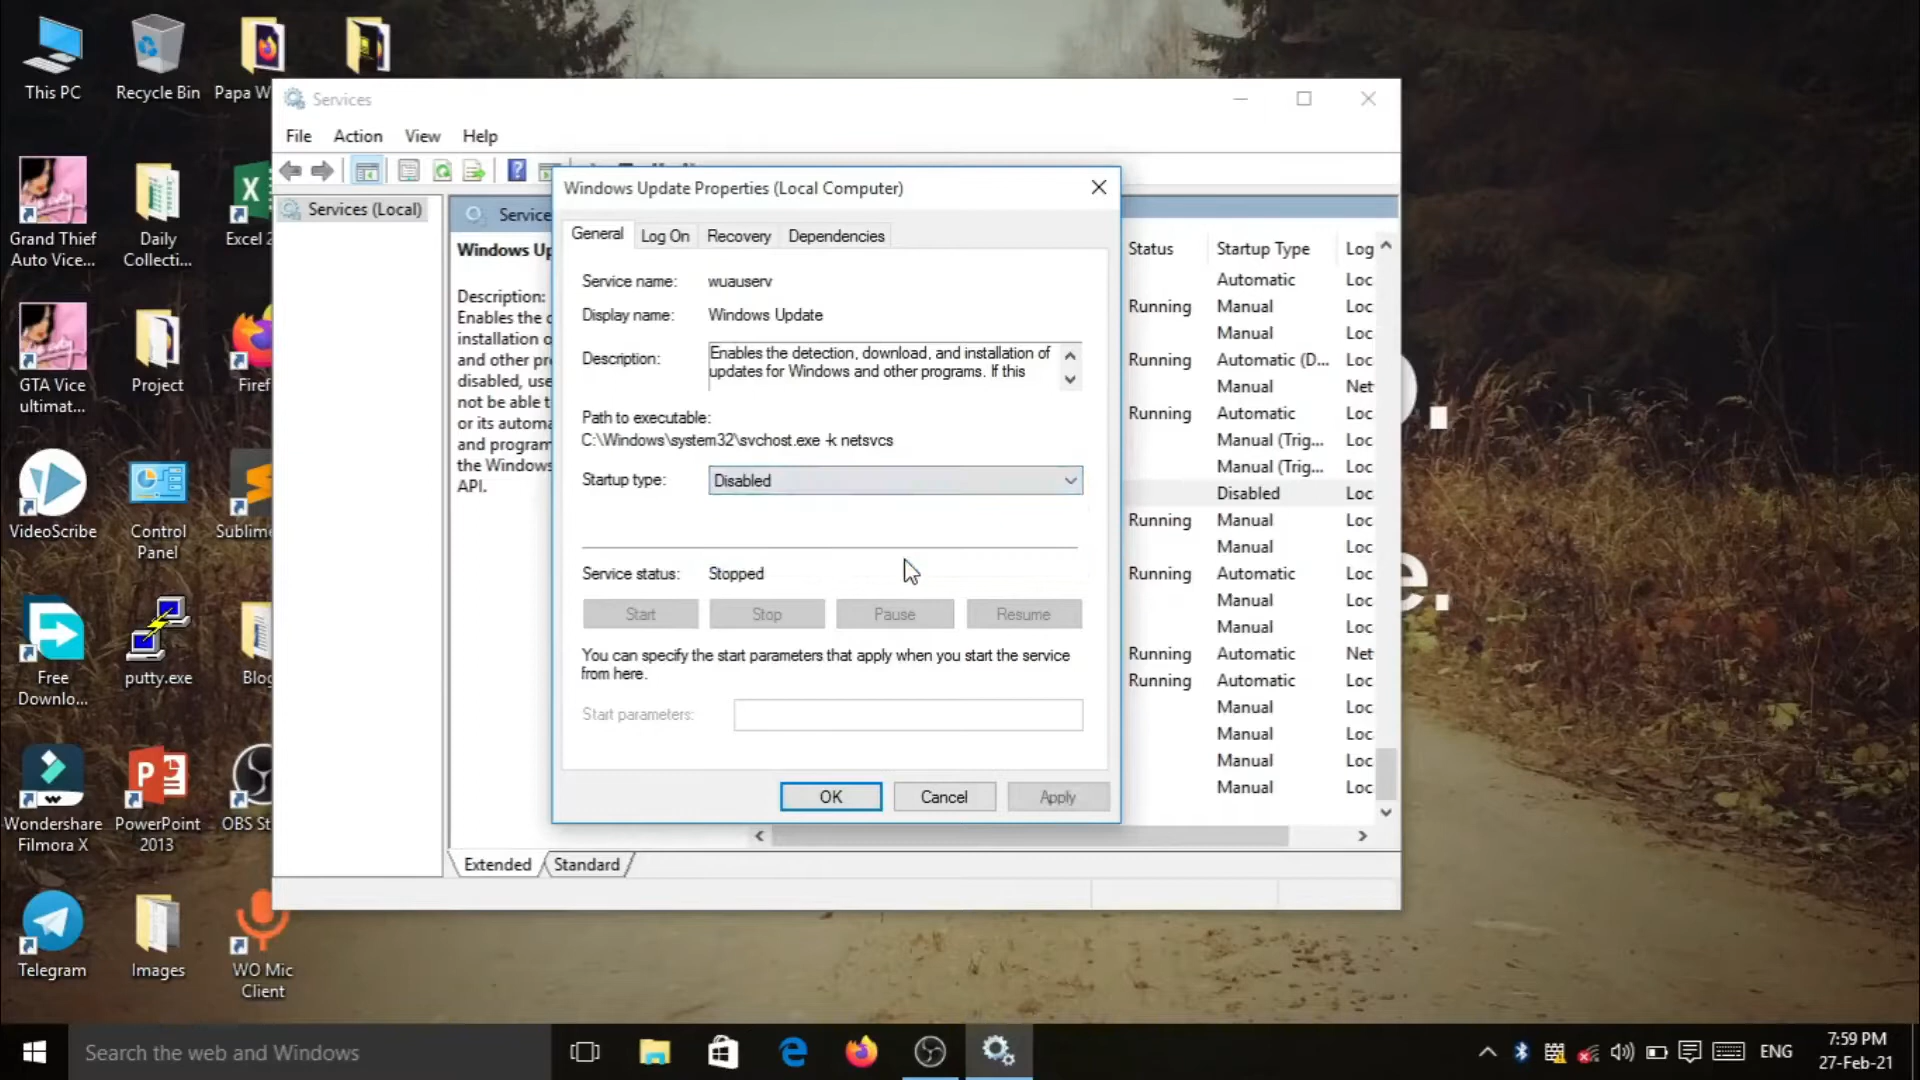 This PC
Recycle Bin
Papa W
Grand Thief
Auto Vice...
Daily
Collecti...
Excel 2
GTA Vice
ultimat...
Project
Firef
VideoScribe
Control
Panel
Sublime
Free
Downlo...
putty.exe
Blog
Wondershare
Filmora X
PowerPoint
2013
OBS St
Telegram
Images
WO Mic
Client
Services
File
Action
View
Help
Services (Local)
Service
Windows Up
Description:
Enables the d
installation o
and other pro
disabled, use
not be able t
or its automa
and program
the Windows
API.
Windows Update Properties (Local Computer)
General
Log On
Recovery
Dependencies
Service name: wuauserv
Display name: Windows Update
Description: Enables the detection, download, and installation of
updates for Windows and other programs. If this
Path to executable:
C:\Windows\system32\svchost.exe -k netsvcs
Startup type: Disabled
Service status: Stopped
Start
Stop
Pause
Resume
You can specify the start parameters that apply when you start the service
from here.
Start parameters:
OK
Cancel
Apply
Status Startup Type Log
Automatic Loc
Running Manual Loc
Manual Loc
Running Automatic (D... Loc
Manual Net
Running Automatic Loc
Manual (Trig... Loc
Manual (Trig... Loc
Disabled Loc
Running Manual Loc
Manual Loc
Running Automatic Loc
Manual Loc
Manual Loc
Running Automatic Net
Running Automatic Loc
Manual Loc
Manual Loc
Manual Loc
Manual Loc
Extended
Standard
e.
Search the web and Windows
ENG
7:59 PM
27-Feb-21